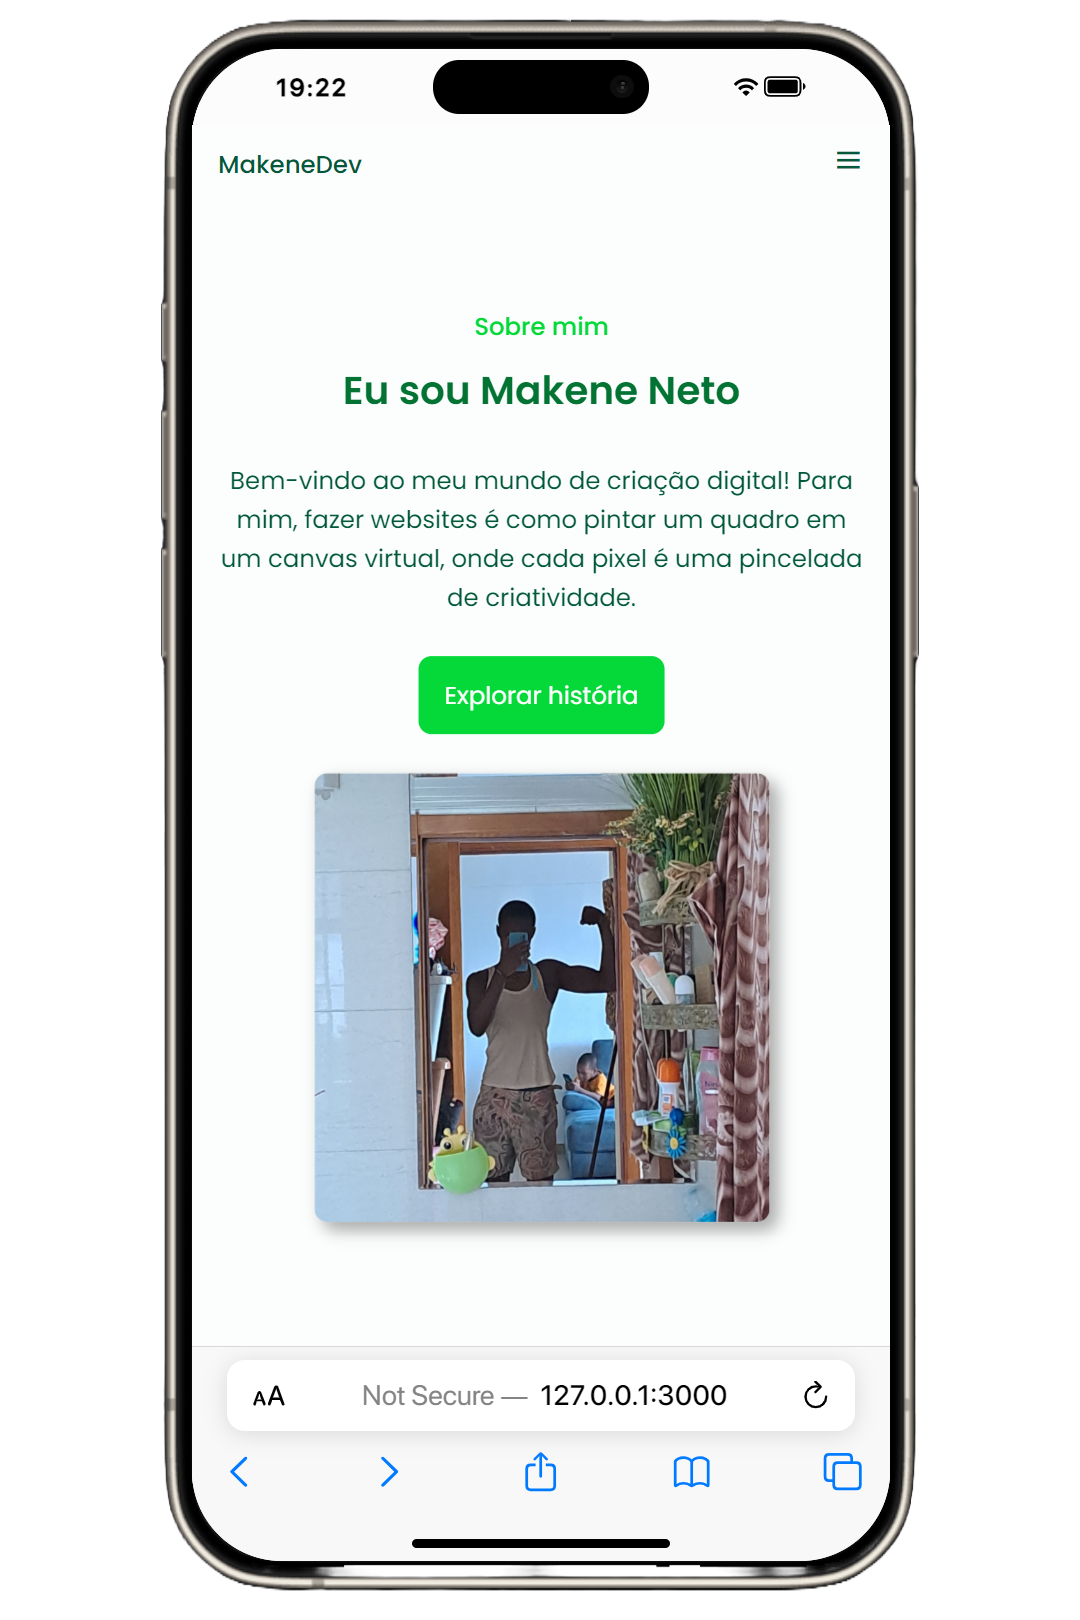 19:22
MakeneDev
Sobre mim
Eu sou Makene Neto
Bem-vindo ao meu mundo de criação digital! Para
mim, fazer websites é como pintar um quadro em
um canvas virtual, onde cada pixel é uma pincelada
de criatividade.
Explorar história
AA Not Secure — 127.0.0.1:3000